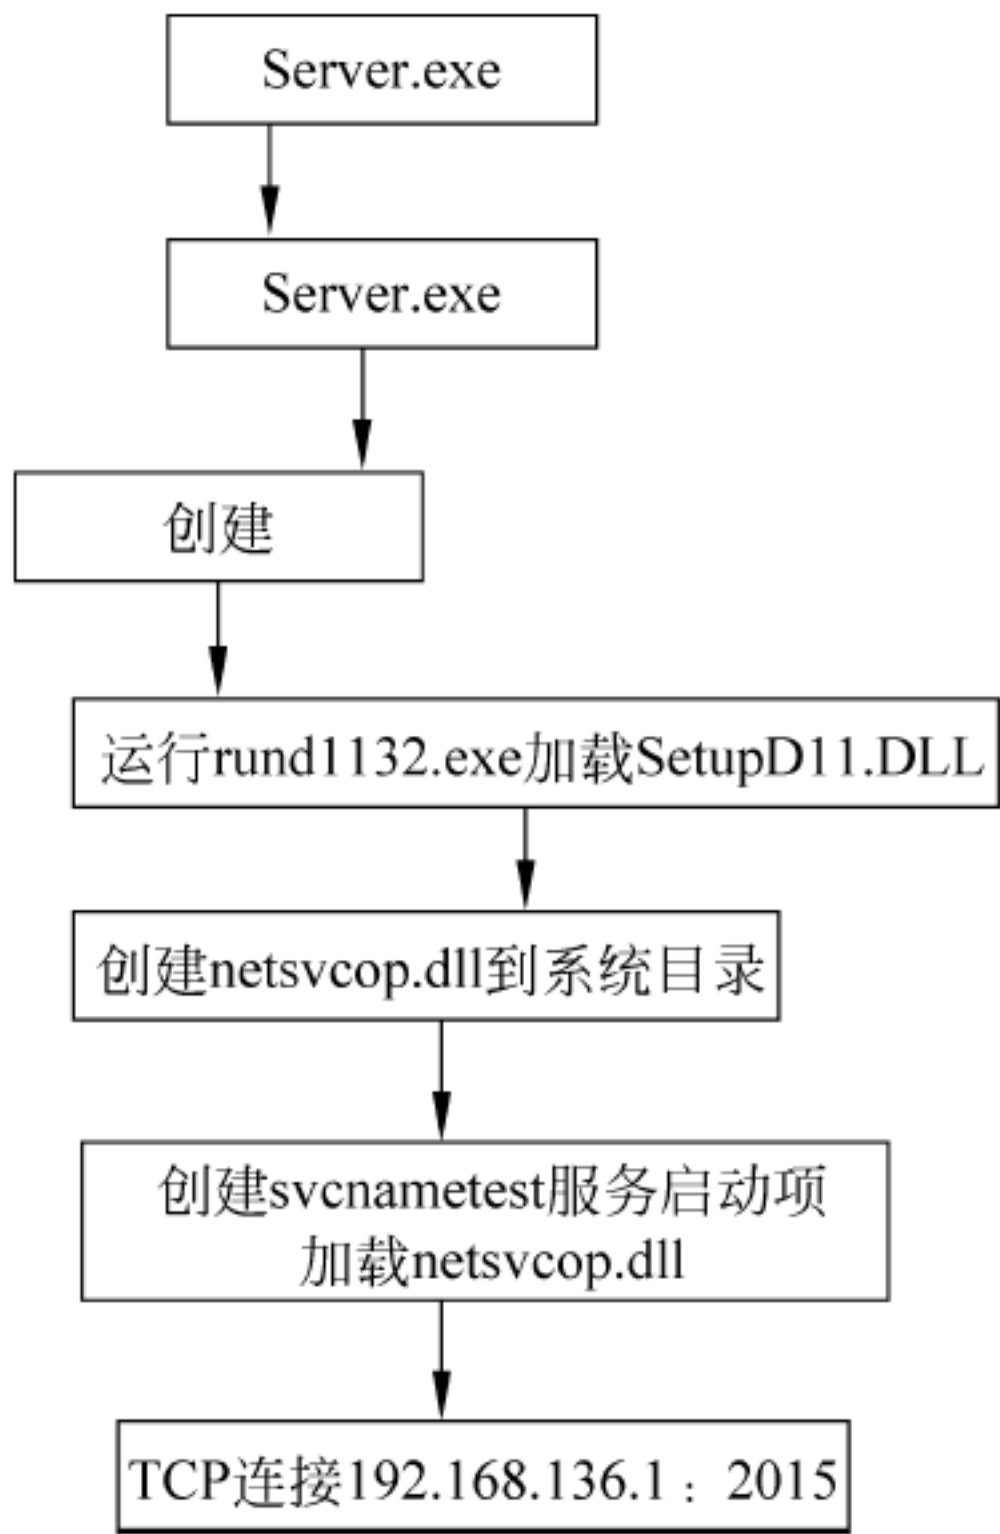 Server.exe
Server.exe
创建
运行rund1132.exe加载SetupD11.DLL
创建netsvcop.dll到系统目录
创建svcnametest服务启动项
加载netsvcop.dll
TCP连接192.168.136.1：2015